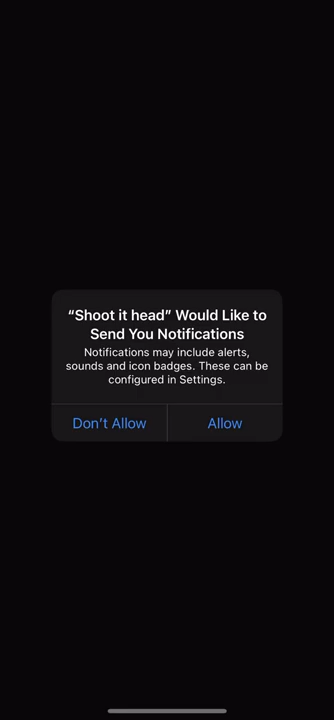 “Shoot it head” Would Like to
Send You Notifications
Notifications may include alerts,
sounds and icon badges. These can be
configured in Settings.
Don’t Allow
Allow